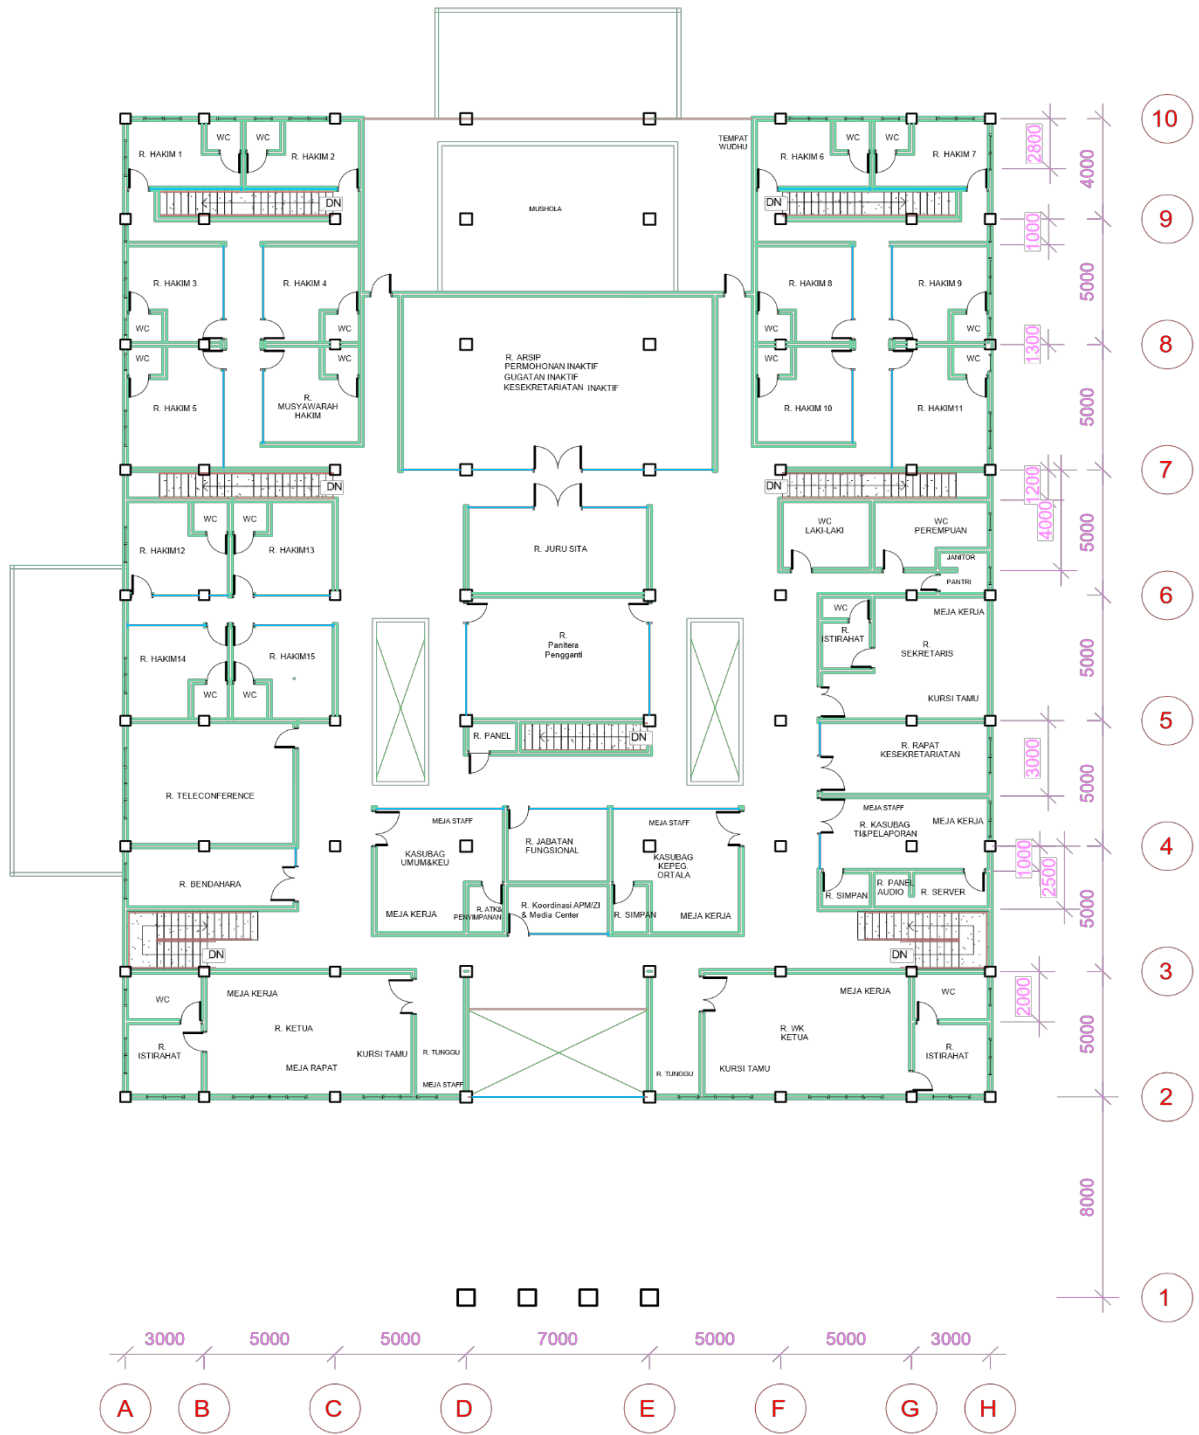 10
WC
WC
R. HAKIM 1
R. HAKIM 2
TEMPAT
WUDHU
WC
WC
R. HAKIM 6
R. HAKIM 7
2800
4000
DN
MUSHOLA
DN
9
1000
R. HAKIM 3
R. HAKIM 4
R. HAKIM 8
R. HAKIM 9
5000
WC
WC
WC
WC
8
1300
WC
WC
WC
WC
R. ARSIP
PERMOHONAN INAKTIF
GUGATAN INAKTIF
KESEKRETARIATAN INAKTIF
R. HAKIM 5
R.
MUSYAWARAH
HAKIM
R. HAKIM 10
R. HAKIM11
5000
7
DN
DN
1200
4000
WC
WC
WC
LAKI-LAKI
WC
PEREMPUAN
5000
R. HAKIM12
R. HAKIM13
R. JURU SITA
JANITOR
PANTRI
6
WC
MEJA KERJA
R.
ISTIRAHAT
R.
SEKRETARIS
R.
Panitera
Pengganti
5000
R. HAKIM14
R. HAKIM15
WC
WC
KURSI TAMU
5
R. PANEL
DN
R. RAPAT
KESEKRETARIATAN
3000
5000
R. TELECONFERENCE
MEJA STAFF
MEJA STAFF
MEJA STAFF
MEJA KERJA
R. KASUBAG
TI&PELAPORAN
4
KASUBAG
UMUM&KEU
R. JABATAN
FUNGSIONAL
KASUBAG
KEPEG
ORTALA
1000
2500
R. BENDAHARA
R. SIMPAN
R. PANEL
AUDIO
R. SERVER
5000
MEJA KERJA
R. ATK&
PENYIMPANAN
R. Koordinasi APM/ZI
& Media Center
R. SIMPAN
MEJA KERJA
DN
DN
3
WC
MEJA KERJA
MEJA KERJA
WC
2000
R. KETUA
R. WK
KETUA
5000
R.
ISTIRAHAT
KURSI TAMU
R. TUNGGU
R.
ISTIRAHAT
MEJA RAPAT
KURSI TAMU
R. TUNGGU
MEJA STAFF
2
8000
1
3000
5000
5000
7000
5000
5000
3000
A
B
C
D
E
F
G
H